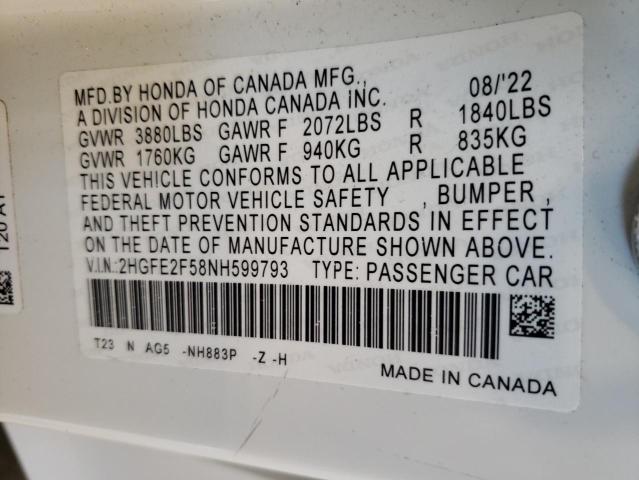 MFD.BY HONDA OF CANADA MFG., 08/'22
A DIVISION OF HONDA CANADA INC.
GVWR 3880LBS GAWR F 2072LBS R 1840LBS
GVWR 1760KG GAWR F 940KG R 835KG
THIS VEHICLE CONFORMS TO ALL APPLICABLE
FEDERAL MOTOR VEHICLE SAFETY , BUMPER ,
AND THEFT PREVENTION STANDARDS IN EFFECT
ON THE DATE OF MANUFACTURE SHOWN ABOVE.
V.I.N.:2HGFE2F58NH599793 TYPE: PASSENGER CAR
T23 N AG5 -NH883P -Z -H
MADE IN CANADA